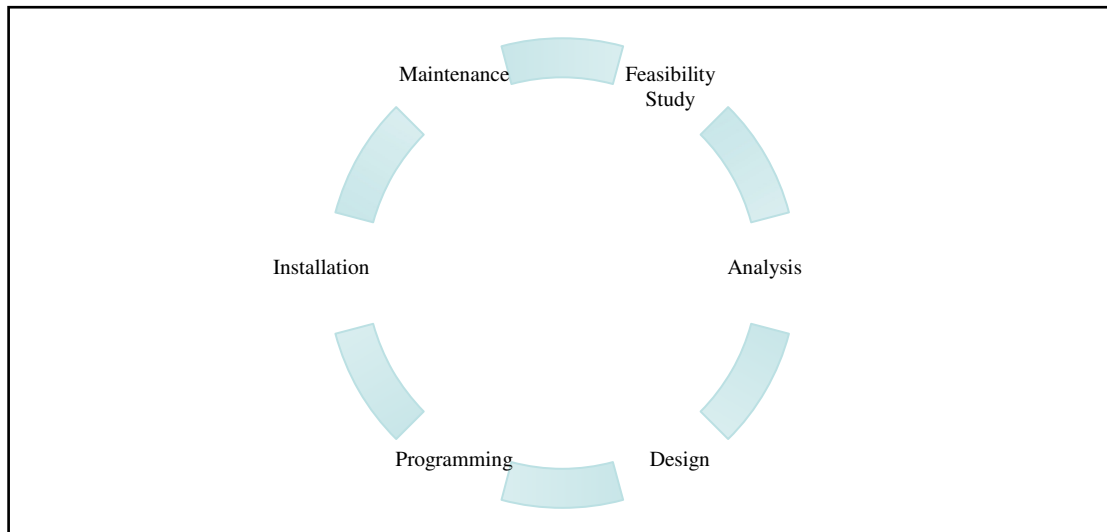 Maintenance
Feasibility
Study
Installation
Analysis
Programming
Design